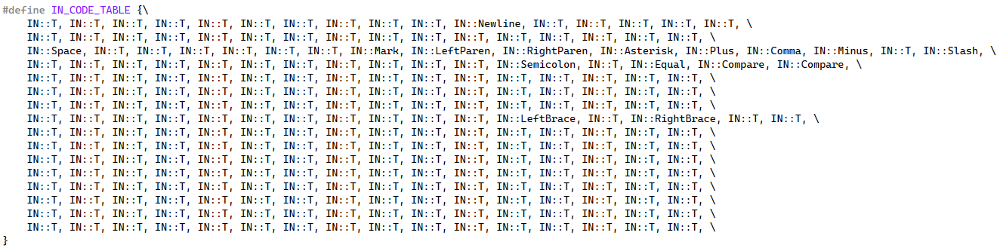 #define IN_CODE_TABLE {\
IN::T, IN::T, IN::T, IN::T, IN::T, IN::T, IN::T, IN::T, IN::T, IN::T, IN::Newline, IN::T, IN::T, IN::T, IN::T, IN::T, \
IN::T, IN::T, IN::T, IN::T, IN::T, IN::T, IN::T, IN::T, IN::T, IN::T, IN::T, IN::T, IN::T, IN::T, IN::T, IN::T, \
IN::Space, IN::T, IN::T, IN::T, IN::T, IN::T, IN::T, IN::Mark, IN::LeftParen, IN::RightParen, IN::Asterisk, IN::Plus, IN::Comma, IN::Minus, IN::T, IN::Slash, \
IN::T, IN::T, IN::T, IN::T, IN::T, IN::T, IN::T, IN::T, IN::T, IN::T, IN::T, IN::Semicolon, IN::T, IN::Equal, IN::Compare, IN::Compare, \
IN::T, IN::T, IN::T, IN::T, IN::T, IN::T, IN::T, IN::T, IN::T, IN::T, IN::T, IN::T, IN::T, IN::T, IN::T, IN::T, \
IN::T, IN::T, IN::T, IN::T, IN::T, IN::T, IN::T, IN::T, IN::T, IN::T, IN::T, IN::T, IN::T, IN::T, IN::T, IN::T, \
IN::T, IN::T, IN::T, IN::T, IN::T, IN::T, IN::T, IN::T, IN::T, IN::T, IN::T, IN::T, IN::T, IN::T, IN::T, IN::T, \
IN::T, IN::T, IN::T, IN::T, IN::T, IN::T, IN::T, IN::T, IN::T, IN::T, IN::T, IN::LeftBrace, IN::T, IN::RightBrace, IN::T, IN::T, \
IN::T, IN::T, IN::T, IN::T, IN::T, IN::T, IN::T, IN::T, IN::T, IN::T, IN::T, IN::T, IN::T, IN::T, IN::T, IN::T, \
IN::T, IN::T, IN::T, IN::T, IN::T, IN::T, IN::T, IN::T, IN::T, IN::T, IN::T, IN::T, IN::T, IN::T, IN::T, IN::T, \
IN::T, IN::T, IN::T, IN::T, IN::T, IN::T, IN::T, IN::T, IN::T, IN::T, IN::T, IN::T, IN::T, IN::T, IN::T, IN::T, \
IN::T, IN::T, IN::T, IN::T, IN::T, IN::T, IN::T, IN::T, IN::T, IN::T, IN::T, IN::T, IN::T, IN::T, IN::T, IN::T, \
IN::T, IN::T, IN::T, IN::T, IN::T, IN::T, IN::T, IN::T, IN::T, IN::T, IN::T, IN::T, IN::T, IN::T, IN::T, IN::T, \
IN::T, IN::T, IN::T, IN::T, IN::T, IN::T, IN::T, IN::T, IN::T, IN::T, IN::T, IN::T, IN::T, IN::T, IN::T, IN::T, \
IN::T, IN::T, IN::T, IN::T, IN::T, IN::T, IN::T, IN::T, IN::T, IN::T, IN::T, IN::T, IN::T, IN::T, IN::T, IN::T, \
IN::T, IN::T, IN::T, IN::T, IN::T, IN::T, IN::T, IN::T, IN::T, IN::T, IN::T, IN::T, IN::T, IN::T, IN::T, IN::T, \
}